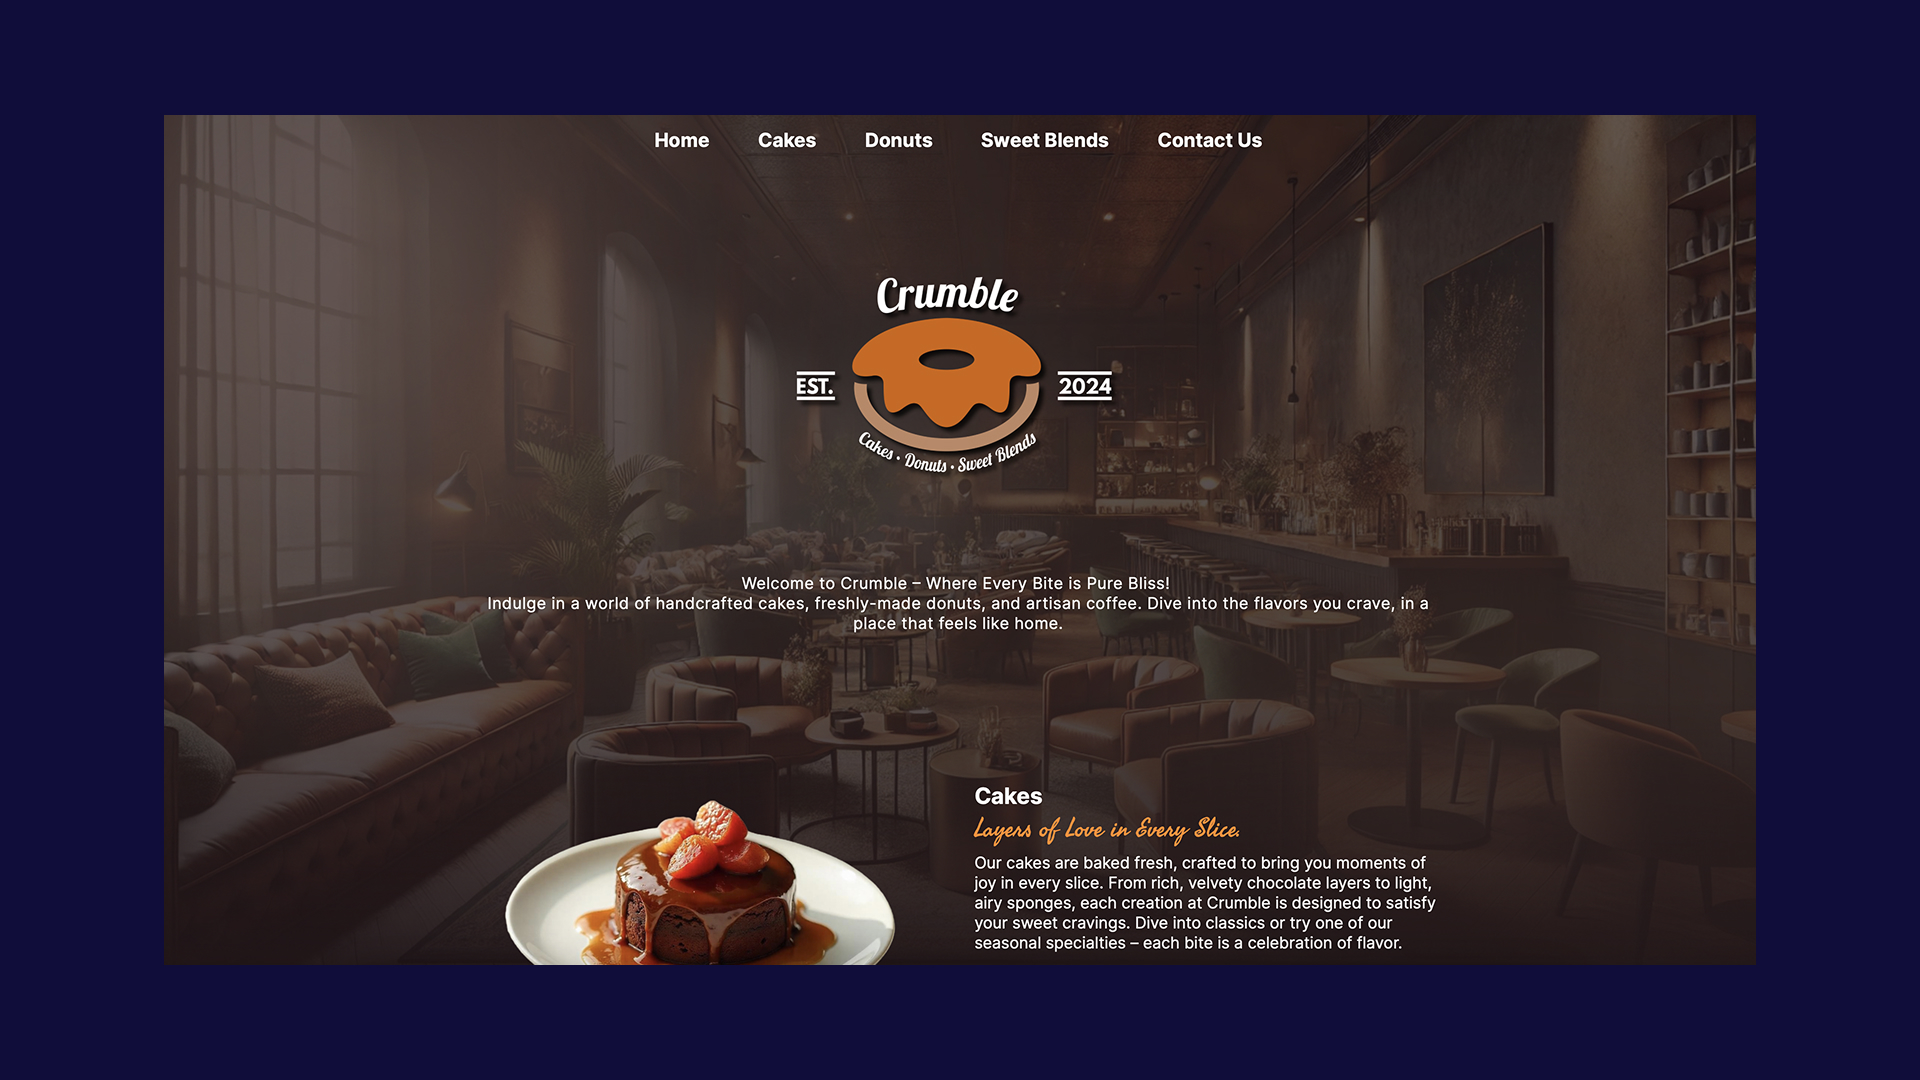 Home Cakes Donuts Sweet Blends Contact Us
Crumble
EST. 2024
Cakes • Donuts • Sweet Blends
Welcome to Crumble – Where Every Bite is Pure Bliss!
Indulge in a world of handcrafted cakes, freshly-made donuts, and artisan coffee. Dive into the flavors you crave, in a
place that feels like home.
Cakes
Layers of Love in Every Slice.
Our cakes are baked fresh, crafted to bring you moments of
joy in every slice. From rich, velvety chocolate layers to light,
airy sponges, each creation at Crumble is designed to satisfy
your sweet cravings. Dive into classics or try one of our
seasonal specialties – each bite is a celebration of flavor.